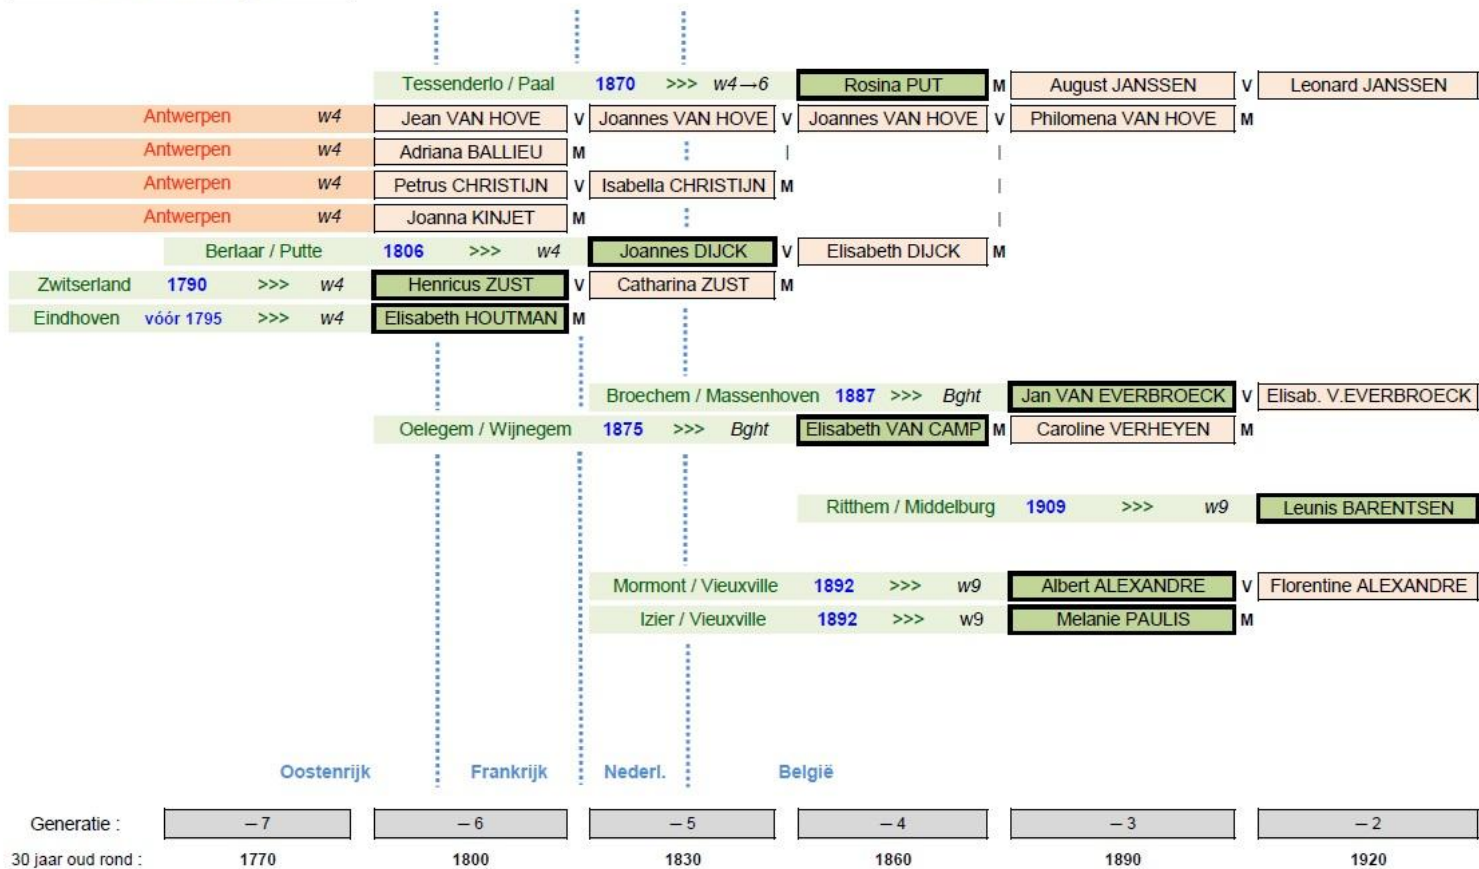 Tessenderlo / Paal 1870 >>> w4→6 Rosina PUT M August JANSSEN V Leonard JANSSEN
Antwerpen w4 Jean VAN HOVE V Joannes VAN HOVE V Joannes VAN HOVE V Philomena VAN HOVE M
Antwerpen w4 Adriana BALLIEU M
Antwerpen w4 Petrus CHRISTIJN V Isabella CHRISTIJN M
Antwerpen w4 Joanna KINJET M
Berlaar / Putte 1806 >>> w4 Joannes DIJCK V Elisabeth DIJCK M
Zwitserland 1790 >>> w4 Henricus ZUST V Catharina ZUST M
Eindhoven vóór 1795 >>> w4 Elisabeth HOUTMAN M
Broechem / Massenhoven 1887 >>> Bght Jan VAN EVERBROECK V Elisab. V.EVERBROECK
Oelegem / Wijnegem 1875 >>> Bght Elisabeth VAN CAMP M Caroline VERHEYEN M
Ritthem / Middelburg 1909 >>> w9 Leunis BARENTSEN
Mormont / Vieuxville 1892 >>> w9 Albert ALEXANDRE V Florentine ALEXANDRE
Izier / Vieuxville 1892 >>> w9 Melanie PAULIS M
Oostenrijk Frankrijk Nederl. België
Generatie : – 7 – 6 – 5 – 4 – 3 – 2
30 jaar oud rond : 1770 1800 1830 1860 1890 1920